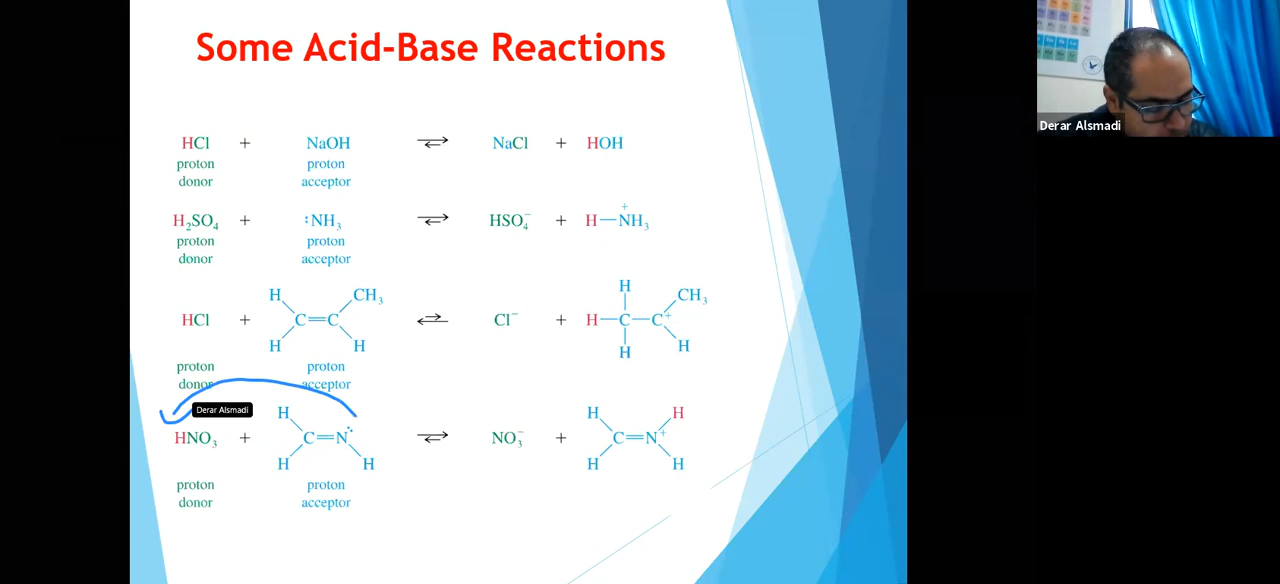 Some Acid-Base Reactions
Derar Alsmadi
HCl + NaOH ⇌ NaCl + HOH
proton proton
donor acceptor
H₂SO₄ + :NH₃ ⇌ HSO₄⁻ + H—N⁺H₃
proton proton
donor acceptor
H
H CH₃ CH₃
HCl + C=C ⇌ Cl⁻ + H—C—C⁺
H H H H
proton proton
donor acceptor
Derar Alsmadi
H H H
HNO₃ + C=N: ⇌ NO₃⁻ + C=N⁺
H H H H
proton proton
donor acceptor